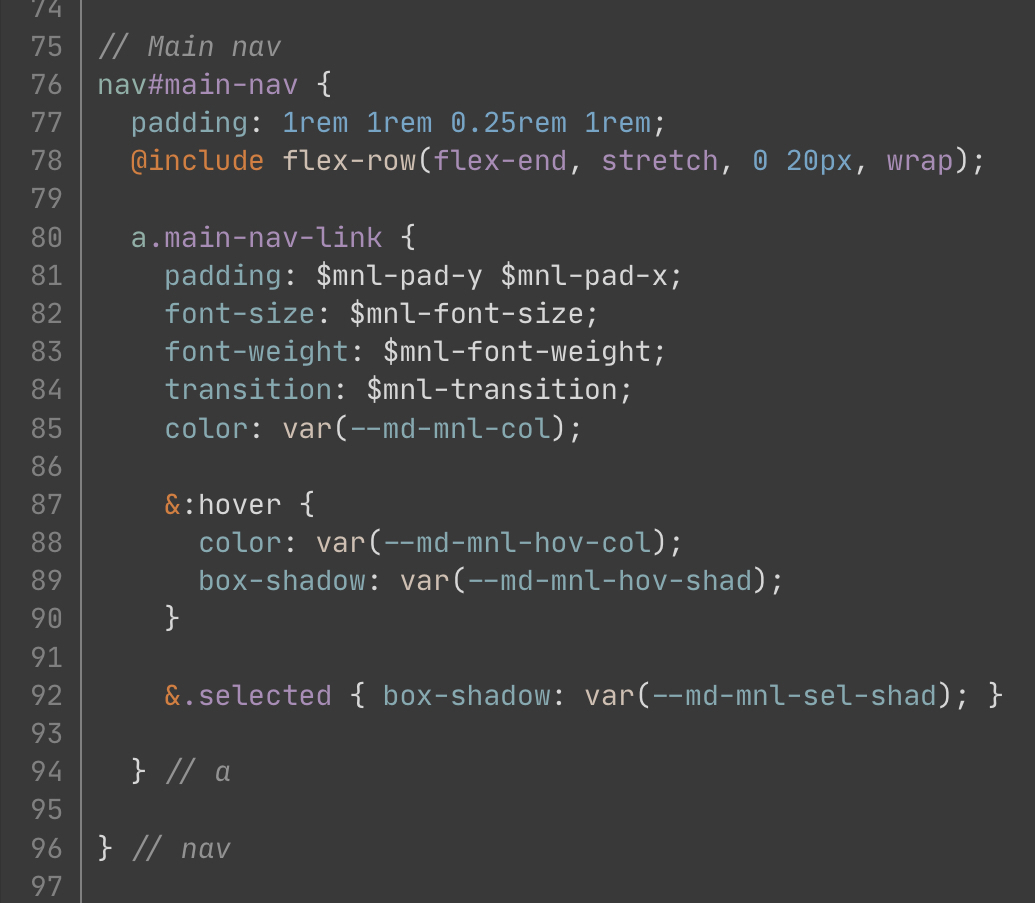 74
75 // Main nav
76 nav#main-nav {
77   padding: 1rem 1rem 0.25rem 1rem;
78   @include flex-row(flex-end, stretch, 0 20px, wrap);
79
80   a.main-nav-link {
81     padding: $mnl-pad-y $mnl-pad-x;
82     font-size: $mnl-font-size;
83     font-weight: $mnl-font-weight;
84     transition: $mnl-transition;
85     color: var(--md-mnl-col);
86
87     &:hover {
88       color: var(--md-mnl-hov-col);
89       box-shadow: var(--md-mnl-hov-shad);
90     }
91
92     &.selected { box-shadow: var(--md-mnl-sel-shad); }
93
94   } // a
95
96 } // nav
97